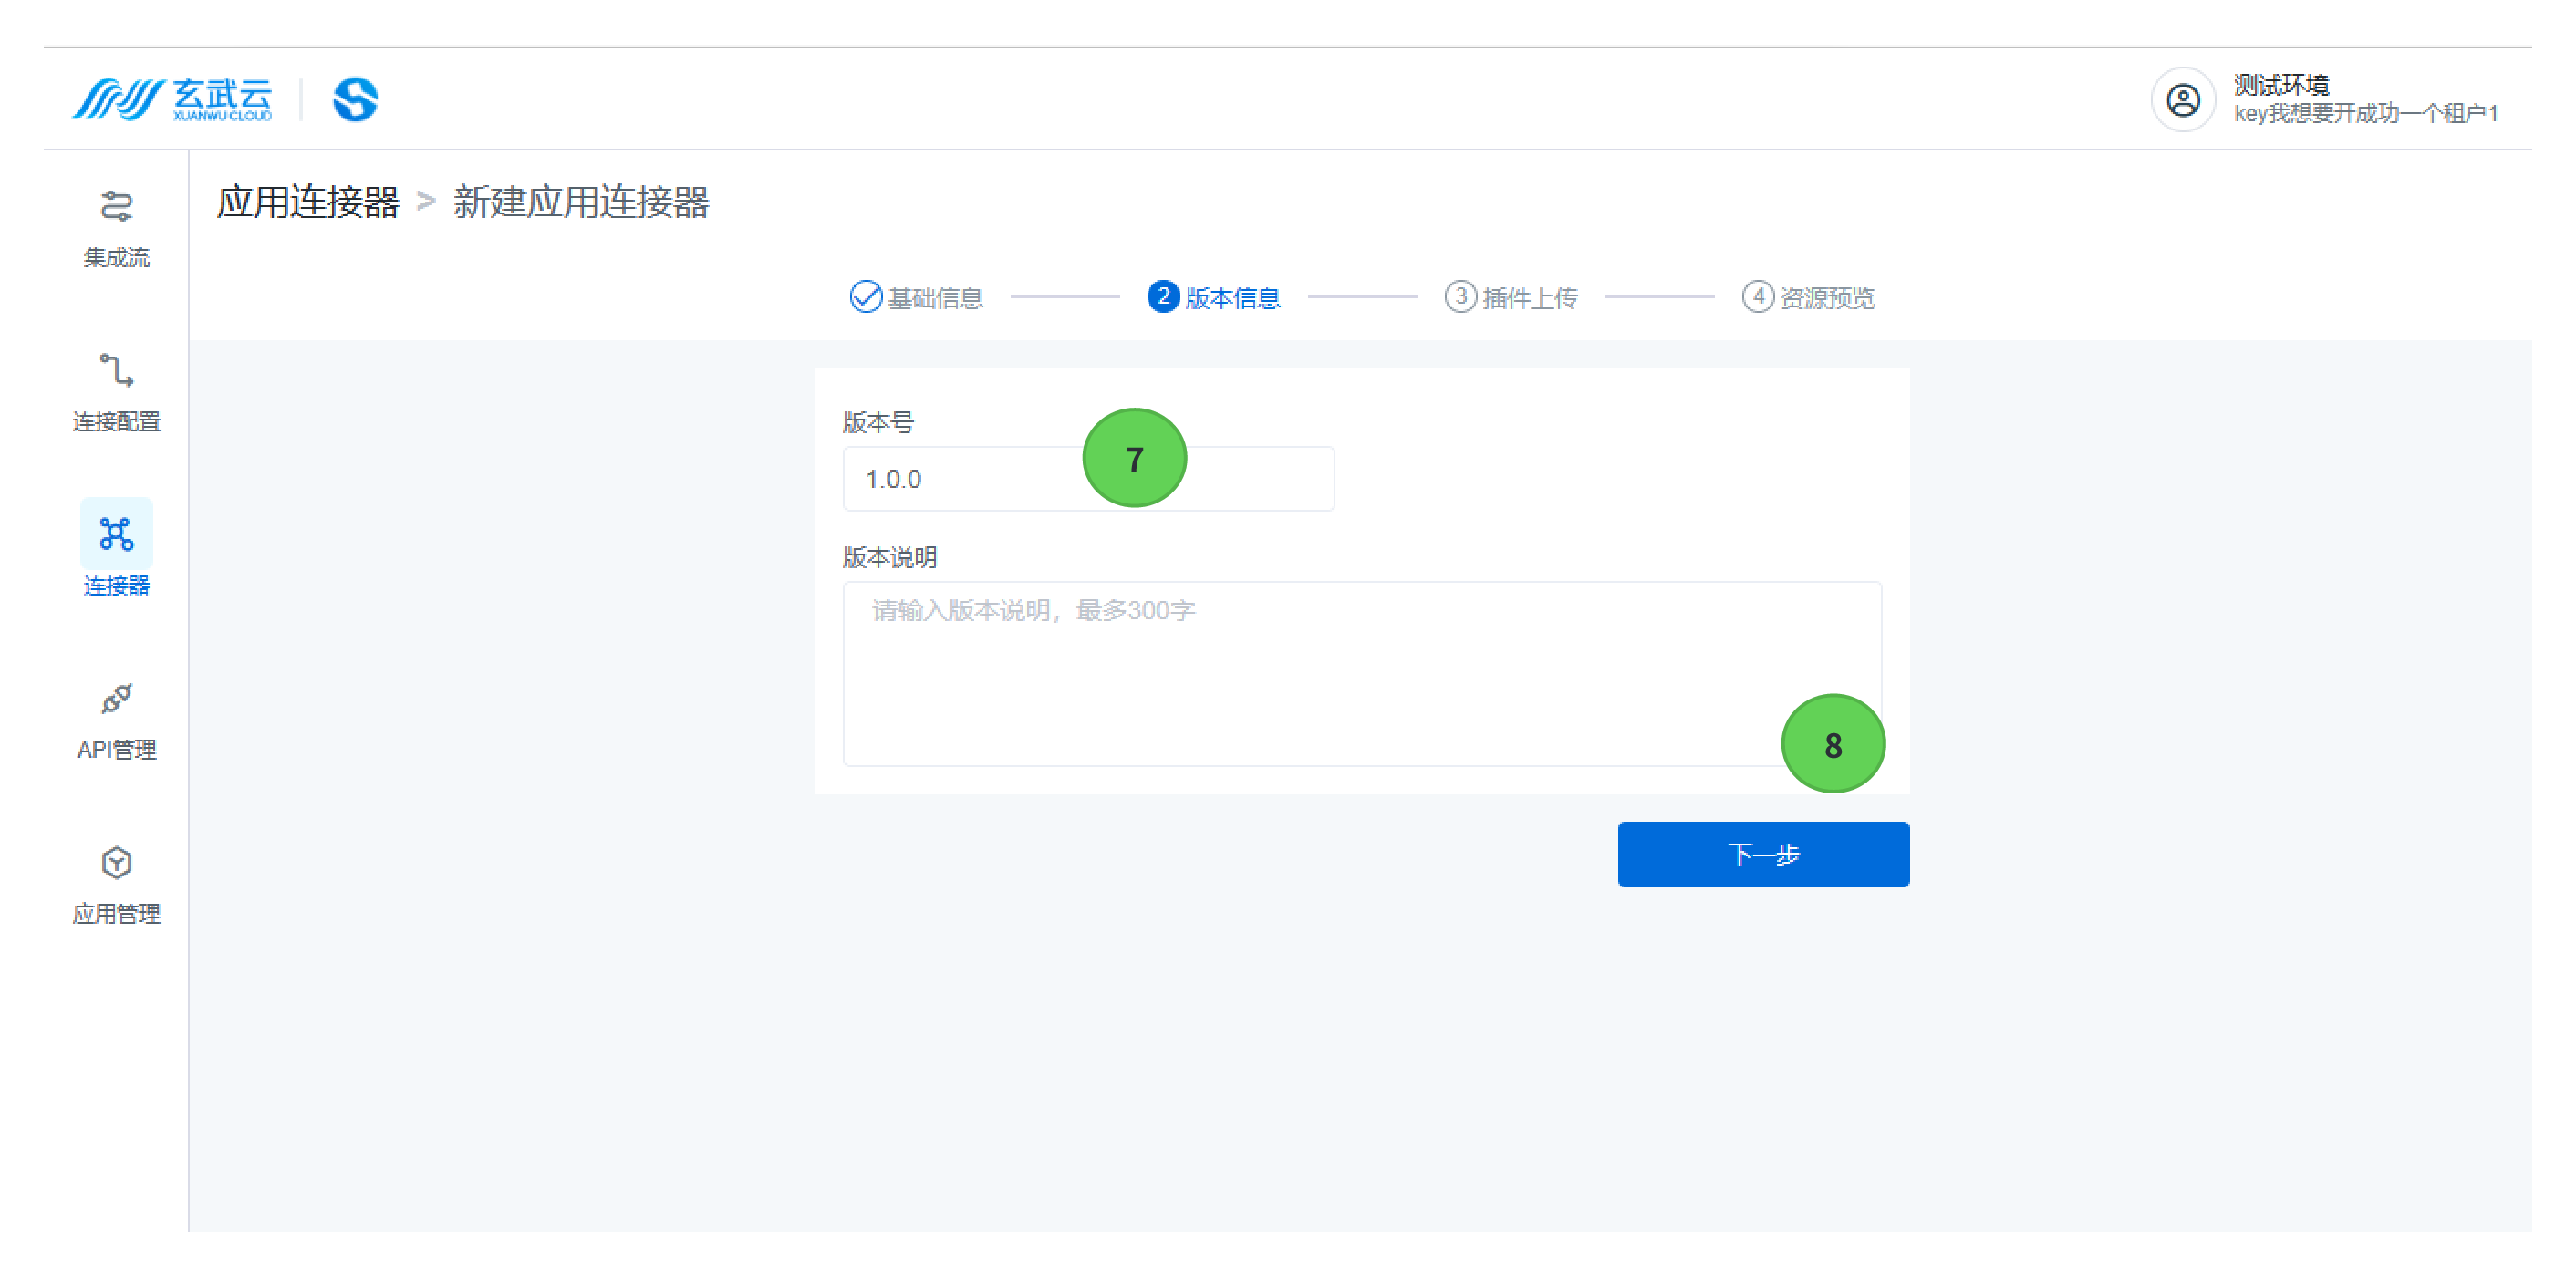 玄武云
XUANWU CLOUD
测试环境
key我想要开成功一个租户1
集成流
连接配置
连接器
API管理
应用管理
应用连接器 > 新建应用连接器
基础信息 2 版本信息 3 插件上传 4 资源预览
版本号
7
1.0.0
版本说明
请输入版本说明，最多300字
8
下一步